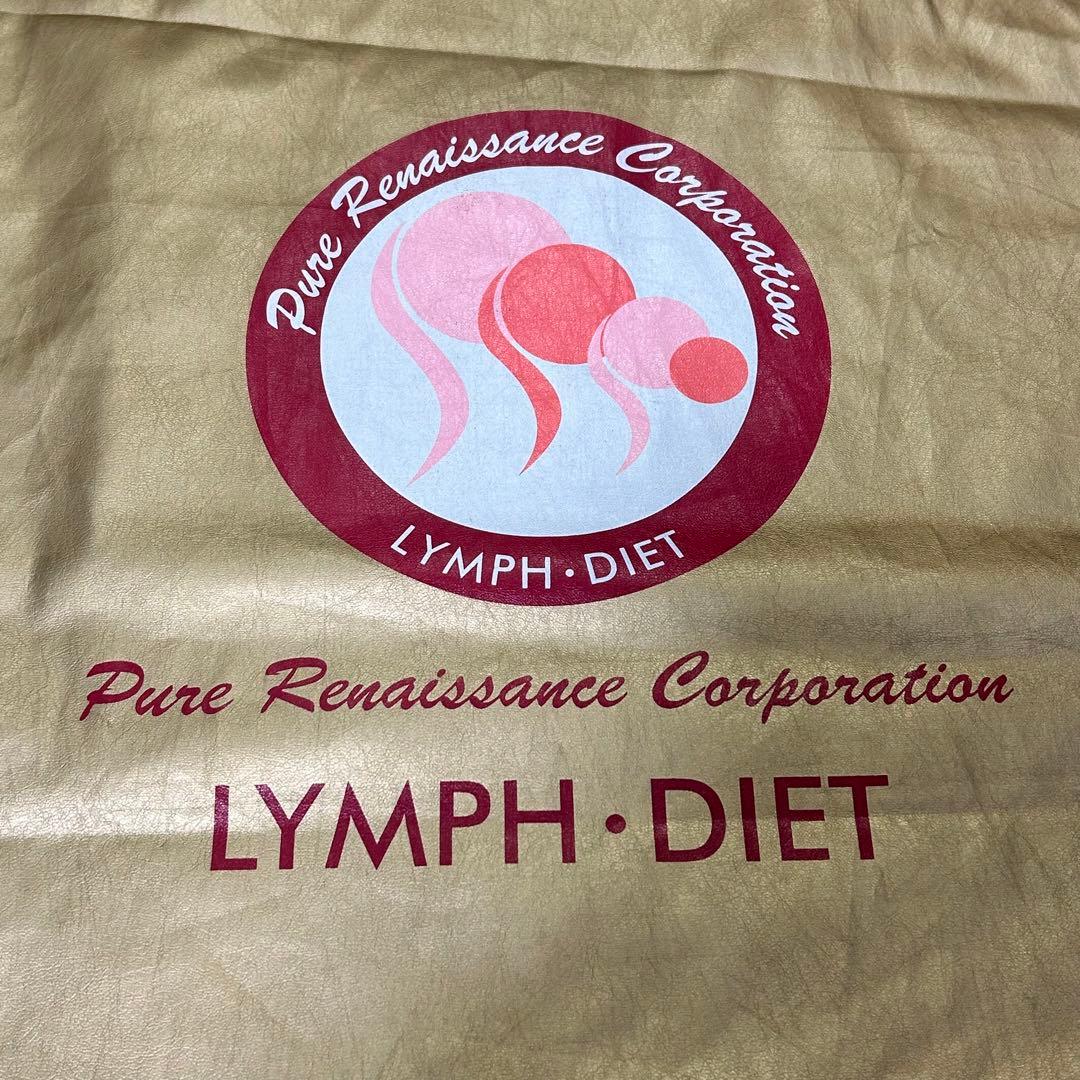 Pure Renaissance Corporation
LYMPH·DIET
Pure Renaissance Corporation
LYMPH·DIET